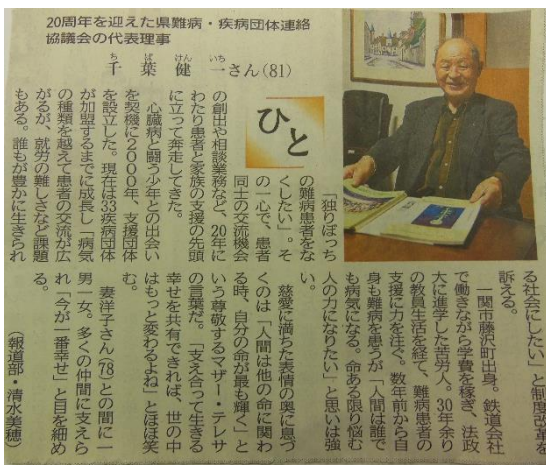 20周年を迎えた県難病・疾病団体連絡
協議会の代表理事
千葉健一さん(81)
ち ば けん いち
ひと
「独りぼっち
の難病患者をな
くしたい」。そ
の一心で、患者
同士の交流機会
の創出や相談業務など、20年に
わたり患者と家族の支援の先頭
に立って奔走してきた。
心臓病と闘う少年との出会い
を契機に2000年、支援団体
を設立した。現在は33疾病団体
が加盟するまでに成長し「病気
の種類を越えて患者の交流が広
がるが、就労の難しさなど課題
もある。誰もが豊かに生きられ
る社会にしたい」と制度改革を
訴える。
一関市藤沢町出身。鉄道会社
で働きながら学費を稼ぎ、法政
大に進学した苦労人。30年余り
の教員生活を経て、難病患者の
支援に力を注ぐ。数年前から自
身も難病を患うが「人間は誰で
も病気になる。命ある限り悩む
人の力になりたい」と思いは強
い。
慈愛に満ちた表情の奥に息づ
くのは「人間は他の命に関わ
る時、自分の命が最も輝く」と
いう尊敬するマザー・テレサ
の言葉だ。「支え合って生きる
幸せを共有できれば、世の中
はもっと変わるよね」とほほ笑
む。
妻洋子さん(78)との間に一
男一女。多くの仲間に支えら
れ「今が一番幸せ」と目を細め
る。
(報道部・清水美穂)